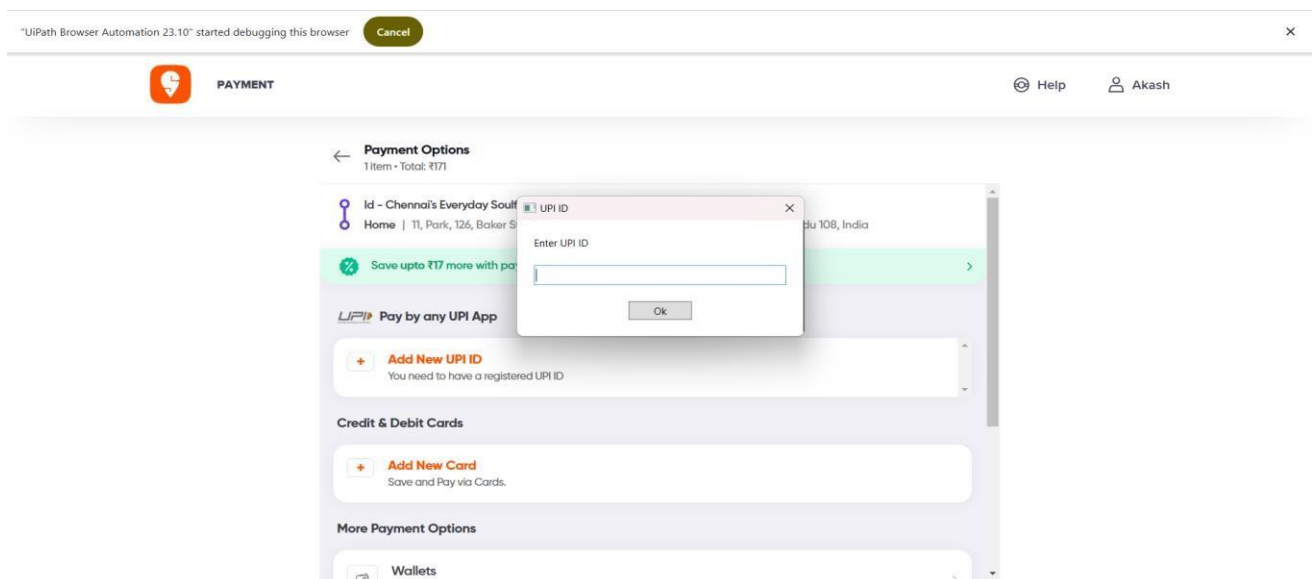 "UiPath Browser Automation 23.10" started debugging this browser Cancel
PAYMENT Help Akash
Payment Options
1 item • Total: ₹171
Id - Chennai's Everyday Soulf
Home | 11, Park, 126, Baker S du 108, India
UPI ID
Enter UPI ID
Ok
Save upto ₹17 more with pa
UPI Pay by any UPI App
Add New UPI ID
You need to have a registered UPI ID
Credit & Debit Cards
Add New Card
Save and Pay via Cards.
More Payment Options
Wallets